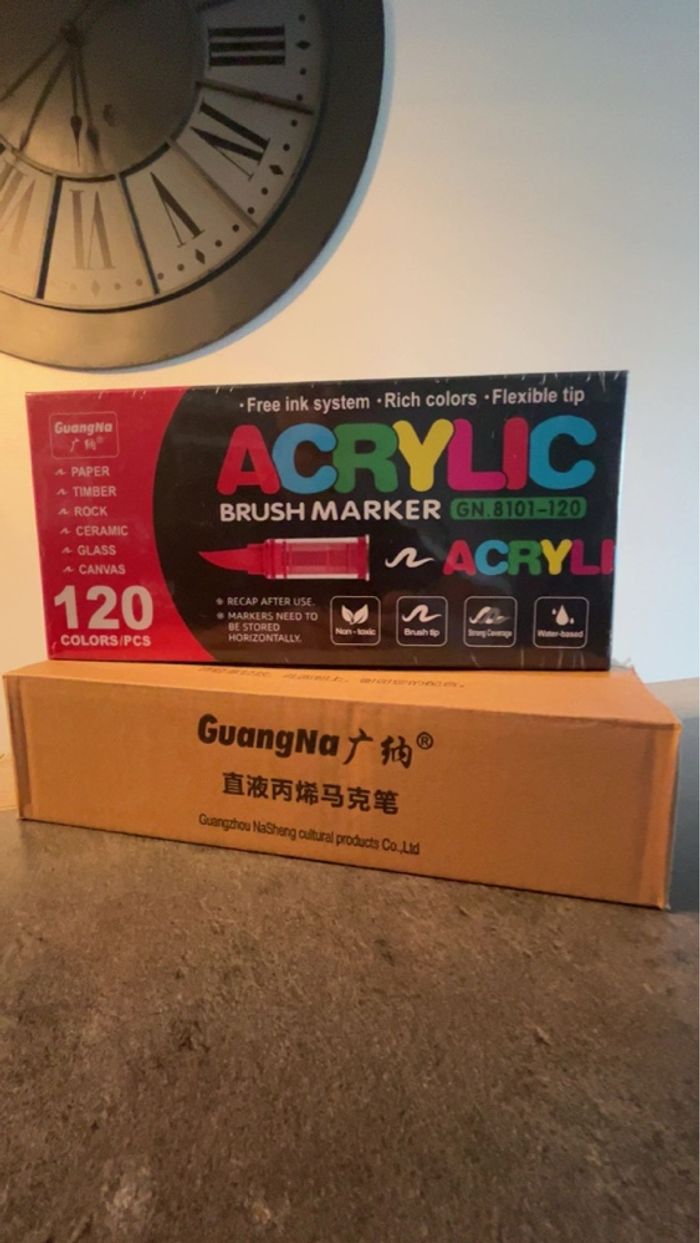 III
IV
V
VI
GuangNa
广纳®
PAPER
TIMBER
ROCK
CERAMIC
GLASS
CANVAS
120
COLORS/PCS
·Free ink system ·Rich colors ·Flexible tip
ACRYLIC
BRUSH MARKER GN.8101-120
ACRYLI
RECAP AFTER USE.
MARKERS NEED TO
BE STORED
HORIZONTALLY.
Non-toxic
Brush tip
Strong Coverage
Water-based
GuangNa广纳®
直液丙烯马克笔
Guangzhou NaSheng cultural products Co.,Ltd